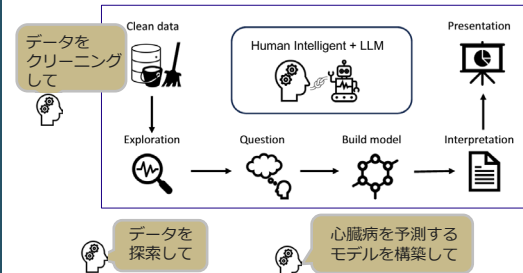 データを
クリーニング
して
Clean data
Human Intelligent + LLM
Presentation
Exploration
Question
Build model
Interpretation
データを
探索して
心臓病を予測する
モデルを構築して